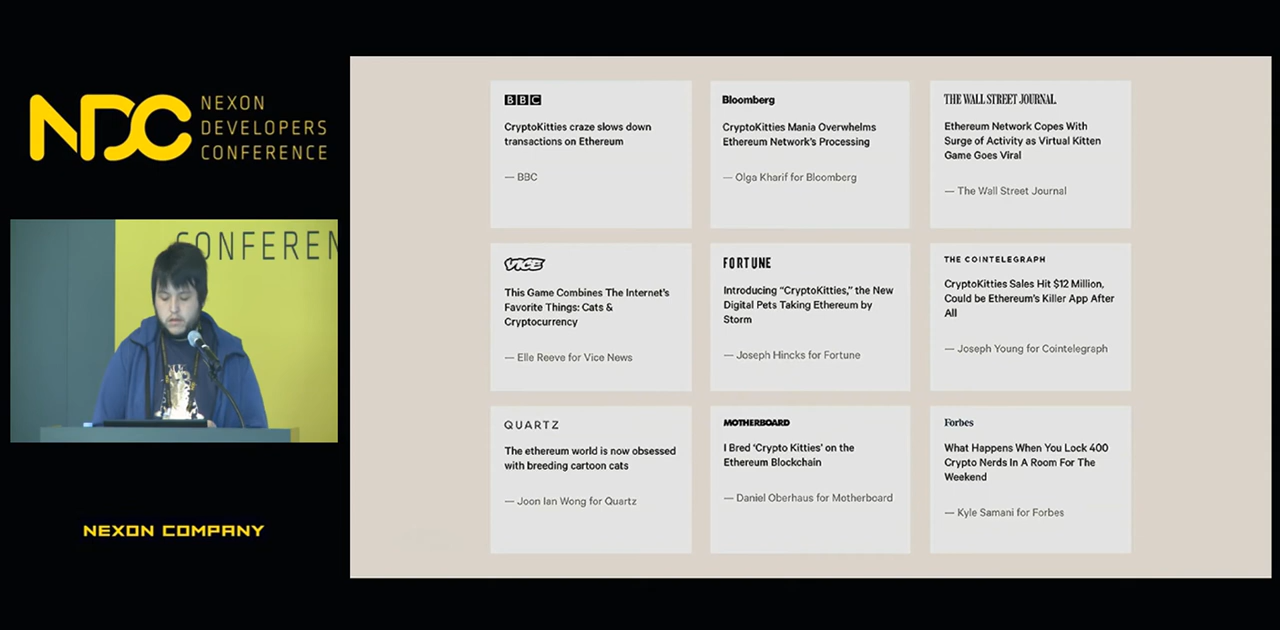 NDC
NEXON
DEVELOPERS
CONFERENCE
CONFEREN
NEXON COMPANY
BBC
CryptoKitties craze slows down
transactions on Ethereum
— BBC
Bloomberg
CryptoKitties Mania Overwhelms
Ethereum Network's Processing
— Olga Kharif for Bloomberg
THE WALL STREET JOURNAL.
Ethereum Network Copes With
Surge of Activity as Virtual Kitten
Game Goes Viral
— The Wall Street Journal
VICE
This Game Combines The Internet's
Favorite Things: Cats &
Cryptocurrency
— Elle Reeve for Vice News
FORTUNE
Introducing “CryptoKitties,” the New
Digital Pets Taking Ethereum by
Storm
— Joseph Hincks for Fortune
THE COINTELEGRAPH
CryptoKitties Sales Hit $12 Million,
Could be Ethereum's Killer App After
All
— Joseph Young for Cointelegraph
QUARTZ
The ethereum world is now obsessed
with breeding cartoon cats
— Joon Ian Wong for Quartz
MOTHERBOARD
I Bred ‘Crypto Kitties’ on the
Ethereum Blockchain
— Daniel Oberhaus for Motherboard
Forbes
What Happens When You Lock 400
Crypto Nerds In A Room For The
Weekend
— Kyle Samani for Forbes